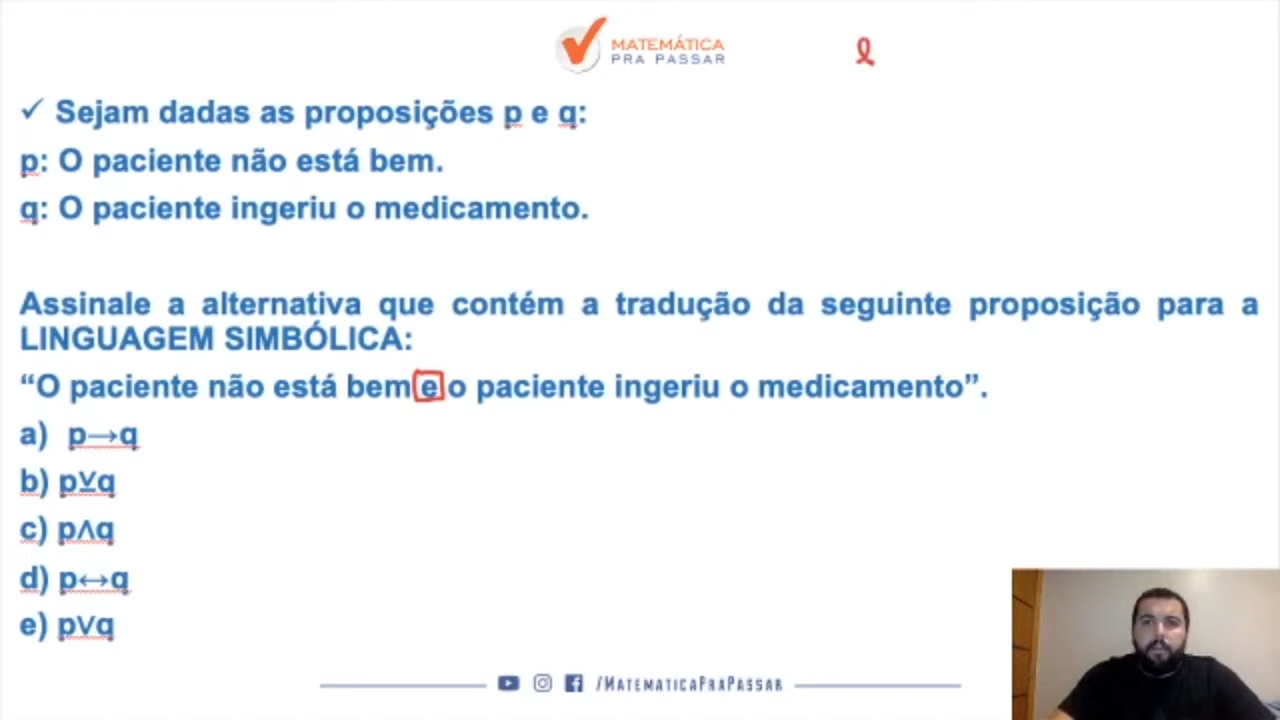 MATEMÁTICA
PRA PASSAR
✓ Sejam dadas as proposições p e q:
p: O paciente não está bem.
q: O paciente ingeriu o medicamento.
Assinale a alternativa que contém a tradução da seguinte proposição para a
LINGUAGEM SIMBÓLICA:
“O paciente não está bem e o paciente ingeriu o medicamento”.
a) p→q
b) p⊻q
c) p∧q
d) p↔q
e) p∨q
/MATEMATICAPRAPASSAR